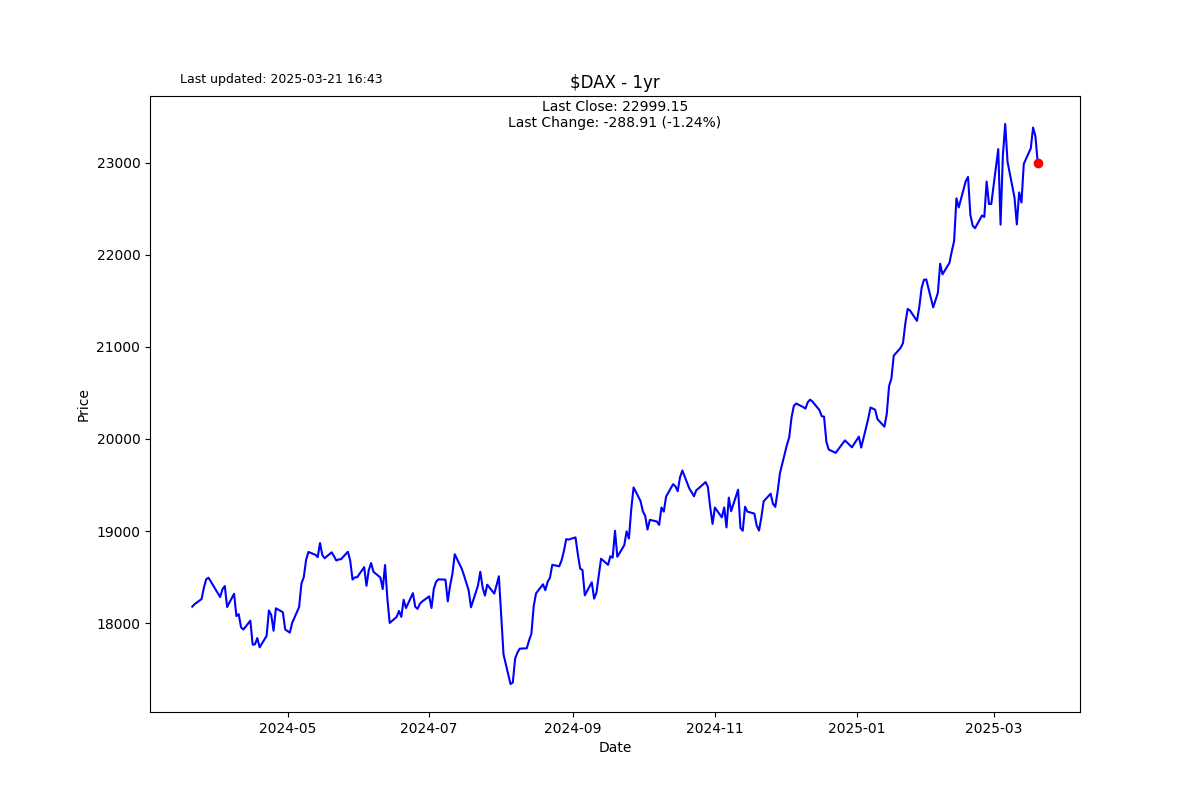 Last updated: 2025-03-21 16:43
$DAX - 1yr
Last Close: 22999.15
Last Change: -288.91 (-1.24%)
23000
22000
21000
20000
19000
18000
Price
2024-05
2024-07
2024-09
2024-11
2025-01
2025-03
Date